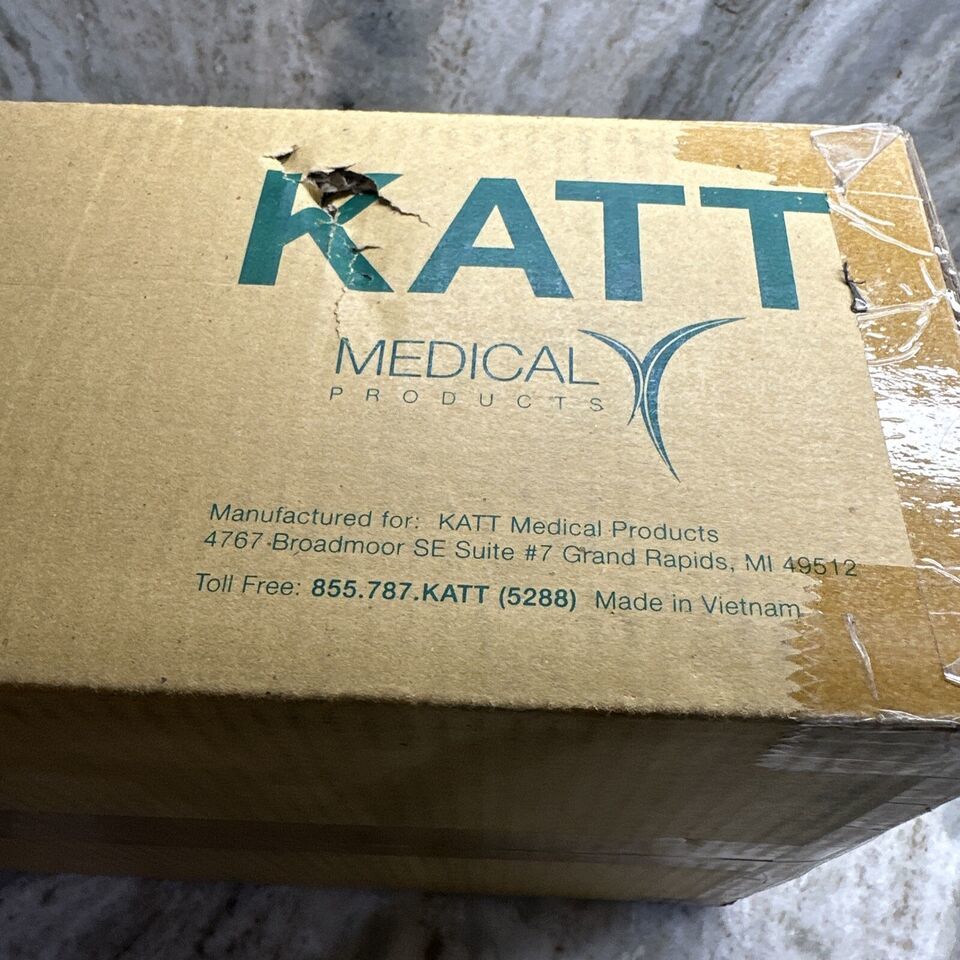 KATT
MEDICAL
PRODUCTS
Manufactured for: KATT Medical Products
4767 Broadmoor SE Suite #7 Grand Rapids, MI 49512
Toll Free: 855.787.KATT (5288) Made in Vietnam